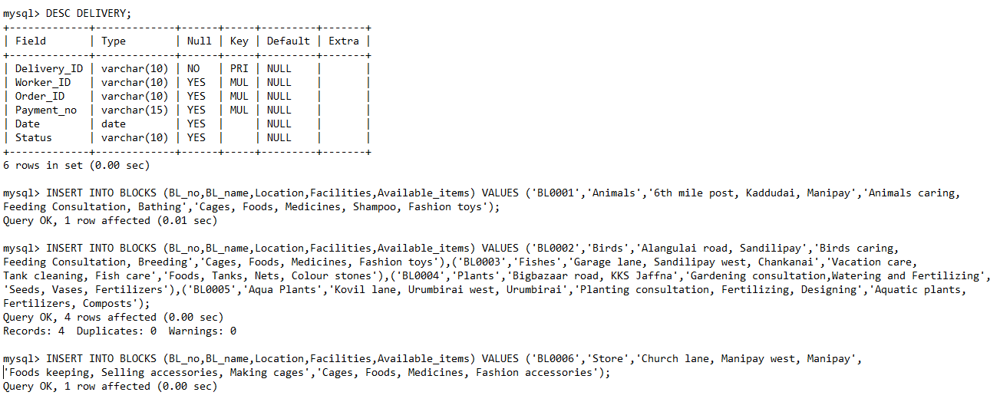 mysql> DESC DELIVERY;
+-------------+-------------+------+-----+---------+-------+
| Field       | Type        | Null | Key | Default | Extra |
+-------------+-------------+------+-----+---------+-------+
| Delivery_ID | varchar(10) | NO   | PRI | NULL    |       |
| Worker_ID   | varchar(10) | YES  | MUL | NULL    |       |
| Order_ID    | varchar(10) | YES  | MUL | NULL    |       |
| Payment_no  | varchar(15) | YES  | MUL | NULL    |       |
| Date        | date        | YES  |     | NULL    |       |
| Status      | varchar(10) | YES  |     | NULL    |       |
+-------------+-------------+------+-----+---------+-------+
6 rows in set (0.00 sec)
mysql> INSERT INTO BLOCKS (BL_no,BL_name,Location,Facilities,Available_items) VALUES ('BL0001','Animals','6th mile post, Kaddudai, Manipay','Animals caring,
Feeding Consultation, Bathing','Cages, Foods, Medicines, Shampoo, Fashion toys');
Query OK, 1 row affected (0.01 sec)
mysql> INSERT INTO BLOCKS (BL_no,BL_name,Location,Facilities,Available_items) VALUES ('BL0002','Birds','Alangulai road, Sandilipay','Birds caring,
Feeding Consultation, Breeding','Cages, Foods, Medicines, Fashion toys'),('BL0003','Fishes','Garage lane, Sandilipay west, Chankanai','Vacation care,
Tank cleaning, Fish care','Foods, Tanks, Nets, Colour stones'),('BL0004','Plants','Bigbazaar road, KKS Jaffna','Gardening consultation,Watering and Fertilizing',
'Seeds, Vases, Fertilizers'),('BL0005','Aqua Plants','Kovil lane, Urumbirai west, Urumbirai','Planting consultation, Fertilizing, Designing','Aquatic plants,
Fertilizers, Composts');
Query OK, 4 rows affected (0.00 sec)
Records: 4  Duplicates: 0  Warnings: 0
mysql> INSERT INTO BLOCKS (BL_no,BL_name,Location,Facilities,Available_items) VALUES ('BL0006','Store','Church lane, Manipay west, Manipay',
'Foods keeping, Selling accessories, Making cages','Cages, Foods, Medicines, Fashion accessories');
Query OK, 1 row affected (0.00 sec)